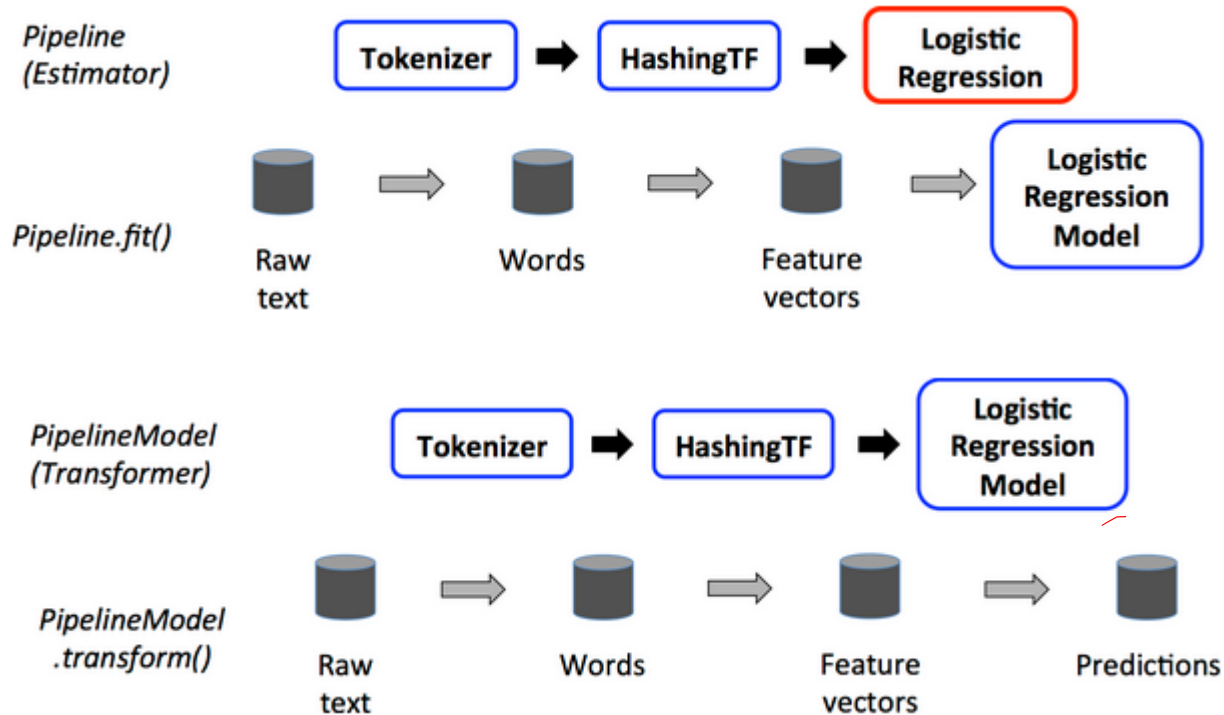 Pipeline
(Estimator)
Tokenizer
HashingTF
Logistic
Regression
Pipeline.fit()
Raw
text
Words
Feature
vectors
Logistic
Regression
Model
PipelineModel
(Transformer)
Tokenizer
HashingTF
Logistic
Regression
Model
PipelineModel
.transform()
Raw
text
Words
Feature
vectors
Predictions